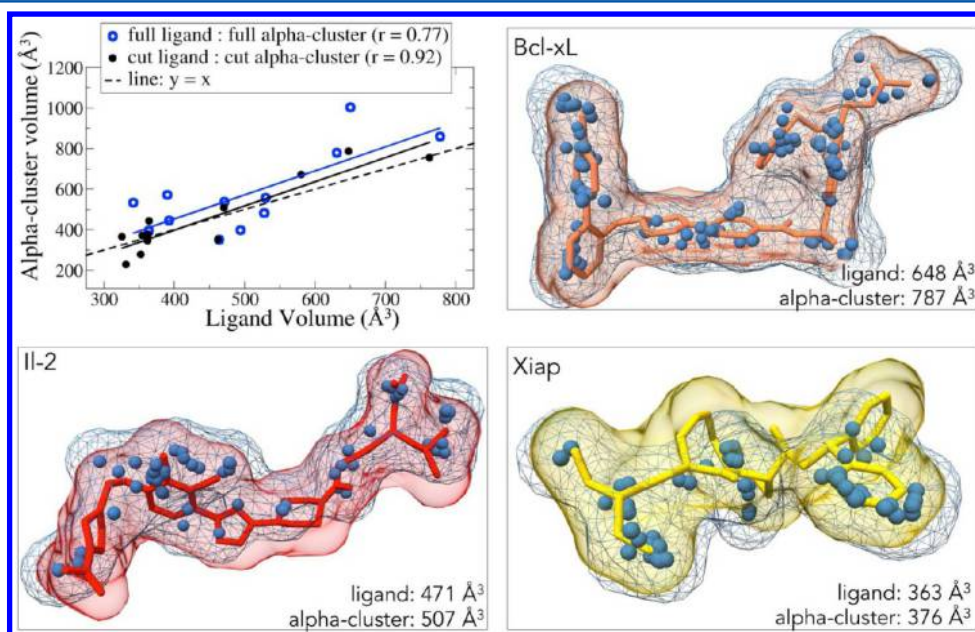 full ligand : full alpha-cluster (r = 0.77)
cut ligand : cut alpha-cluster (r = 0.92)
line: y = x
Alpha-cluster volume (Å³)
1200
1000
800
600
400
200
300 400 500 600 700 800
Ligand Volume (Å³)
Bcl-xL
ligand: 648 Å³
alpha-cluster: 787 Å³
Il-2
ligand: 471 Å³
alpha-cluster: 507 Å³
Xiap
ligand: 363 Å³
alpha-cluster: 376 Å³